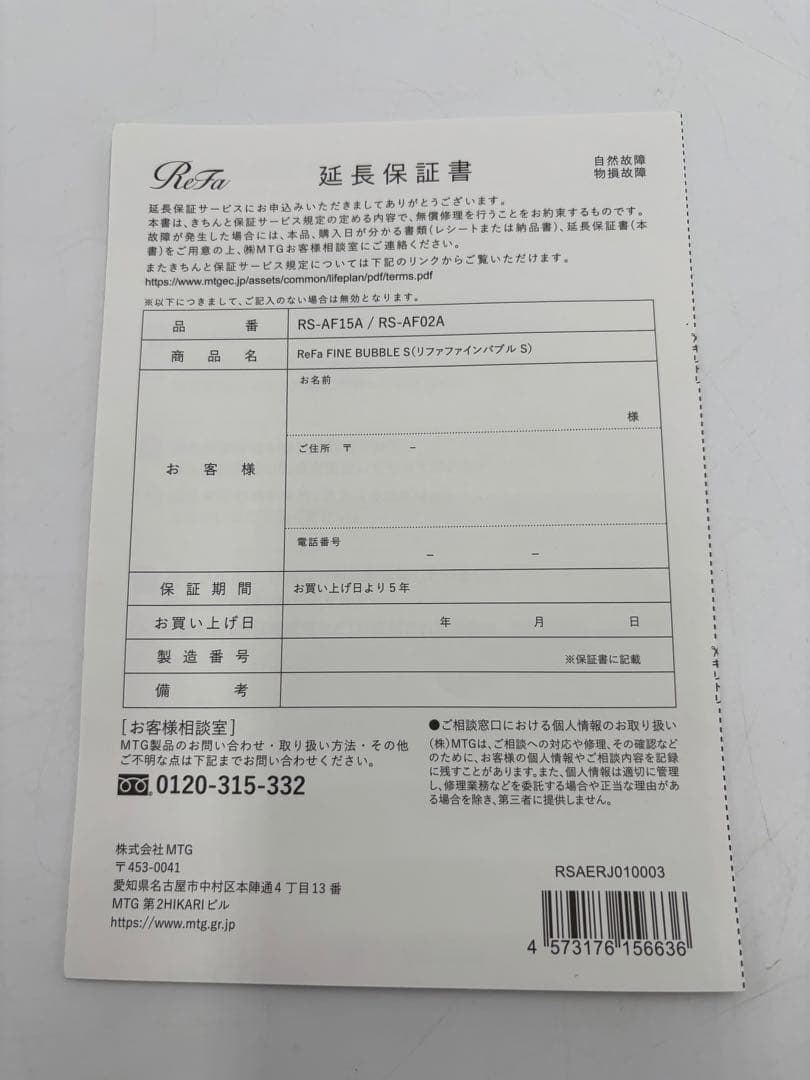 ReFa
延長保証書
自然故障
物損故障
延長保証サービスにお申込みいただきましてありがとうございます。
本書は、きちんと保証サービス規定の定める内容で、無償修理を行うことをお約束するものです。
故障が発生した場合には、本品、購入日が分かる書類(レシートまたは納品書)、延長保証書(本
書)をご用意の上、㈱MTGお客様相談室にご連絡ください。
またきちんと保証サービス規定については下記のリンクからご覧いただけます。
https://www.mtgec.jp/assets/common/lifeplan/pdf/terms.pdf
※以下につきまして、ご記入のない場合は無効となります。
品番 RS-AF15A / RS-AF02A
商品名 ReFa FINE BUBBLE S(リファファインバブル S)
お客様
お名前
様
ご住所 〒 －
電話番号
－ －
保証期間 お買い上げ日より5年
お買い上げ日 年 月 日
製造番号 ※保証書に記載
備考
キリトリ
キリトリ
[お客様相談室]
MTG製品のお問い合わせ・取り扱い方法・その他
ご不明な点は下記までお問い合わせください。
0120-315-332
●ご相談窓口における個人情報のお取り扱い
(株)MTGは、ご相談への対応や修理、その確認など
のために、お客様の個人情報やご相談内容を記録
に残すことがあります。また、個人情報は適切に管理
し、修理業務などを委託する場合や正当な理由があ
る場合を除き、第三者に提供しません。
株式会社MTG
〒453-0041
愛知県名古屋市中村区本陣通4丁目13番
MTG 第2HIKARIビル
https://www.mtg.gr.jp
RSAERJ010003
4 573176 156636